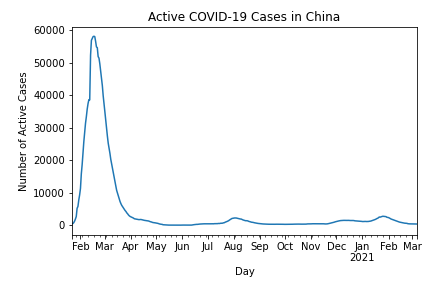 Active COVID-19 Cases in China
60000
50000
40000
30000
20000
10000
0
Number of Active Cases
Feb Mar Apr May Jun Jul Aug Sep Oct Nov Dec Jan Feb Mar
2021
Day